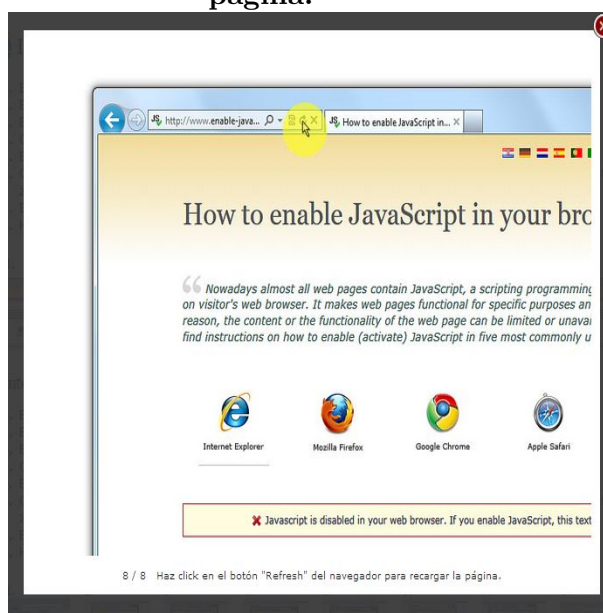 página.
http://www.enable-java...
How to enable JavaScript in...
How to enable JavaScript in your bro
Nowadays almost all web pages contain JavaScript, a scripting programming
on visitor's web browser. It makes web pages functional for specific purposes an
reason, the content or the functionality of the web page can be limited or unavai
find instructions on how to enable (activate) JavaScript in five most commonly u
Internet Explorer
Mozilla Firefox
Google Chrome
Apple Safari
Javascript is disabled in your web browser. If you enable JavaScript, this text
8 / 8 Haz click en el botón "Refresh" del navegador para recargar la página.